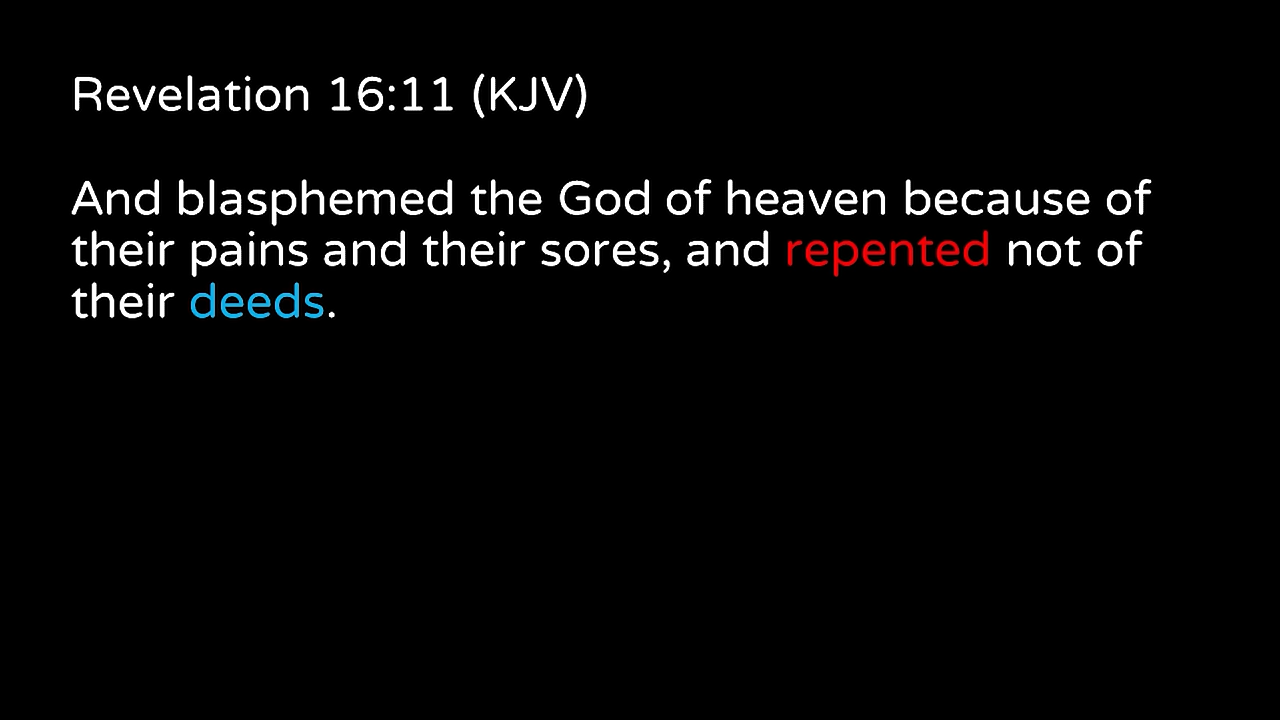 Revelation 16:11 (KJV)
And blasphemed the God of heaven because of
their pains and their sores, and repented not of
their deeds.